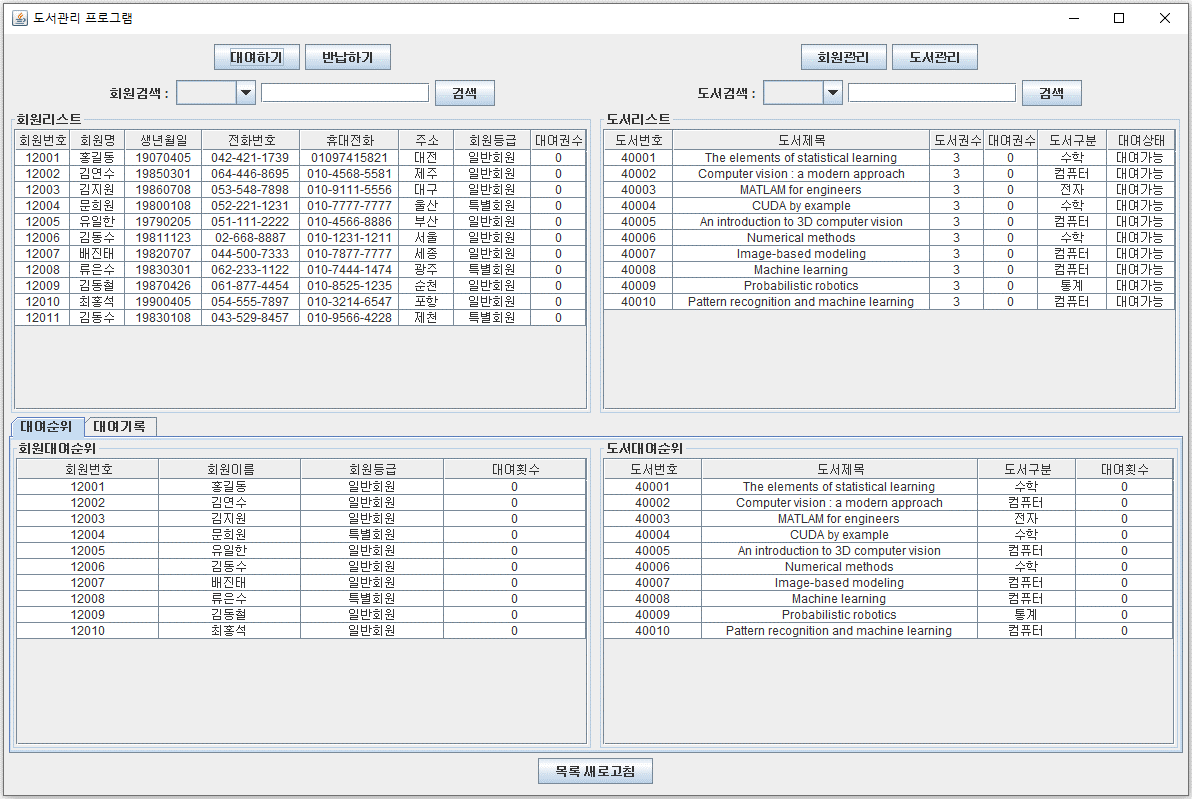 도서관리 프로그램
대여하기 반납하기 회원관리 도서관리
회원검색 : 검색 도서검색 : 검색
회원리스트
회원번호 회원명 생년월일 전화번호 휴대전화 주소 회원등급 대여권수
12001 홍길동 19070405 042-421-1739 01097415821 대전 일반회원 0
12002 김연수 19850301 064-446-8695 010-4568-5581 제주 일반회원 0
12003 김지원 19860708 053-548-7898 010-9111-5556 대구 일반회원 0
12004 문희원 19800108 052-221-1231 010-7777-7777 울산 특별회원 0
12005 유일한 19790205 051-111-2222 010-4566-8886 부산 일반회원 0
12006 김동수 19811123 02-668-8887 010-1231-1211 서울 일반회원 0
12007 배진태 19820707 044-500-7333 010-7877-7777 세종 일반회원 0
12008 류은수 19830301 062-233-1122 010-7444-1474 광주 특별회원 0
12009 김동철 19870426 061-877-4454 010-8525-1235 순천 일반회원 0
12010 최홍석 19900405 054-555-7897 010-3214-6547 포항 일반회원 0
12011 김동수 19830108 043-529-8457 010-9566-4228 제천 특별회원 0
도서리스트
도서번호 도서제목 도서권수 대여권수 도서구분 대여상태
40001 The elements of statistical learning 3 0 수학 대여가능
40002 Computer vision : a modern approach 3 0 컴퓨터 대여가능
40003 MATLAM for engineers 3 0 전자 대여가능
40004 CUDA by example 3 0 수학 대여가능
40005 An introduction to 3D computer vision 3 0 컴퓨터 대여가능
40006 Numerical methods 3 0 수학 대여가능
40007 Image-based modeling 3 0 컴퓨터 대여가능
40008 Machine learning 3 0 컴퓨터 대여가능
40009 Probabilistic robotics 3 0 통계 대여가능
40010 Pattern recognition and machine learning 3 0 컴퓨터 대여가능
대여순위 대여기록
회원대여순위
회원번호 회원이름 회원등급 대여횟수
12001 홍길동 일반회원 0
12002 김연수 일반회원 0
12003 김지원 일반회원 0
12004 문희원 특별회원 0
12005 유일한 일반회원 0
12006 김동수 일반회원 0
12007 배진태 일반회원 0
12008 류은수 특별회원 0
12009 김동철 일반회원 0
12010 최홍석 일반회원 0
도서대여순위
도서번호 도서제목 도서구분 대여횟수
40001 The elements of statistical learning 수학 0
40002 Computer vision : a modern approach 컴퓨터 0
40003 MATLAM for engineers 전자 0
40004 CUDA by example 수학 0
40005 An introduction to 3D computer vision 컴퓨터 0
40006 Numerical methods 수학 0
40007 Image-based modeling 컴퓨터 0
40008 Machine learning 컴퓨터 0
40009 Probabilistic robotics 통계 0
40010 Pattern recognition and machine learning 컴퓨터 0
목록 새로고침